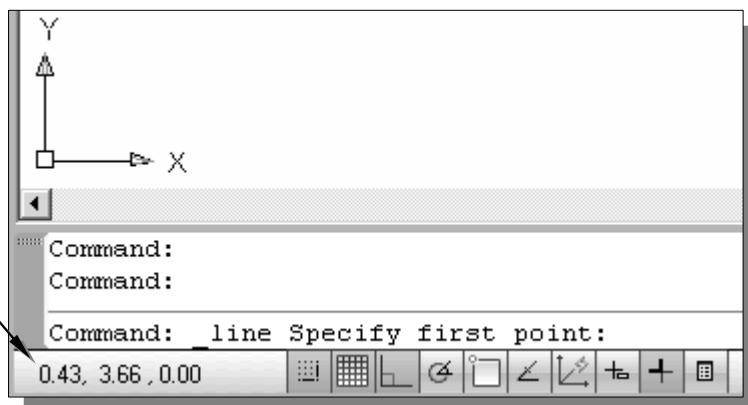 Y
X
Command:
Command:
Command: _line Specify first point:
0.43, 3.66 , 0.00